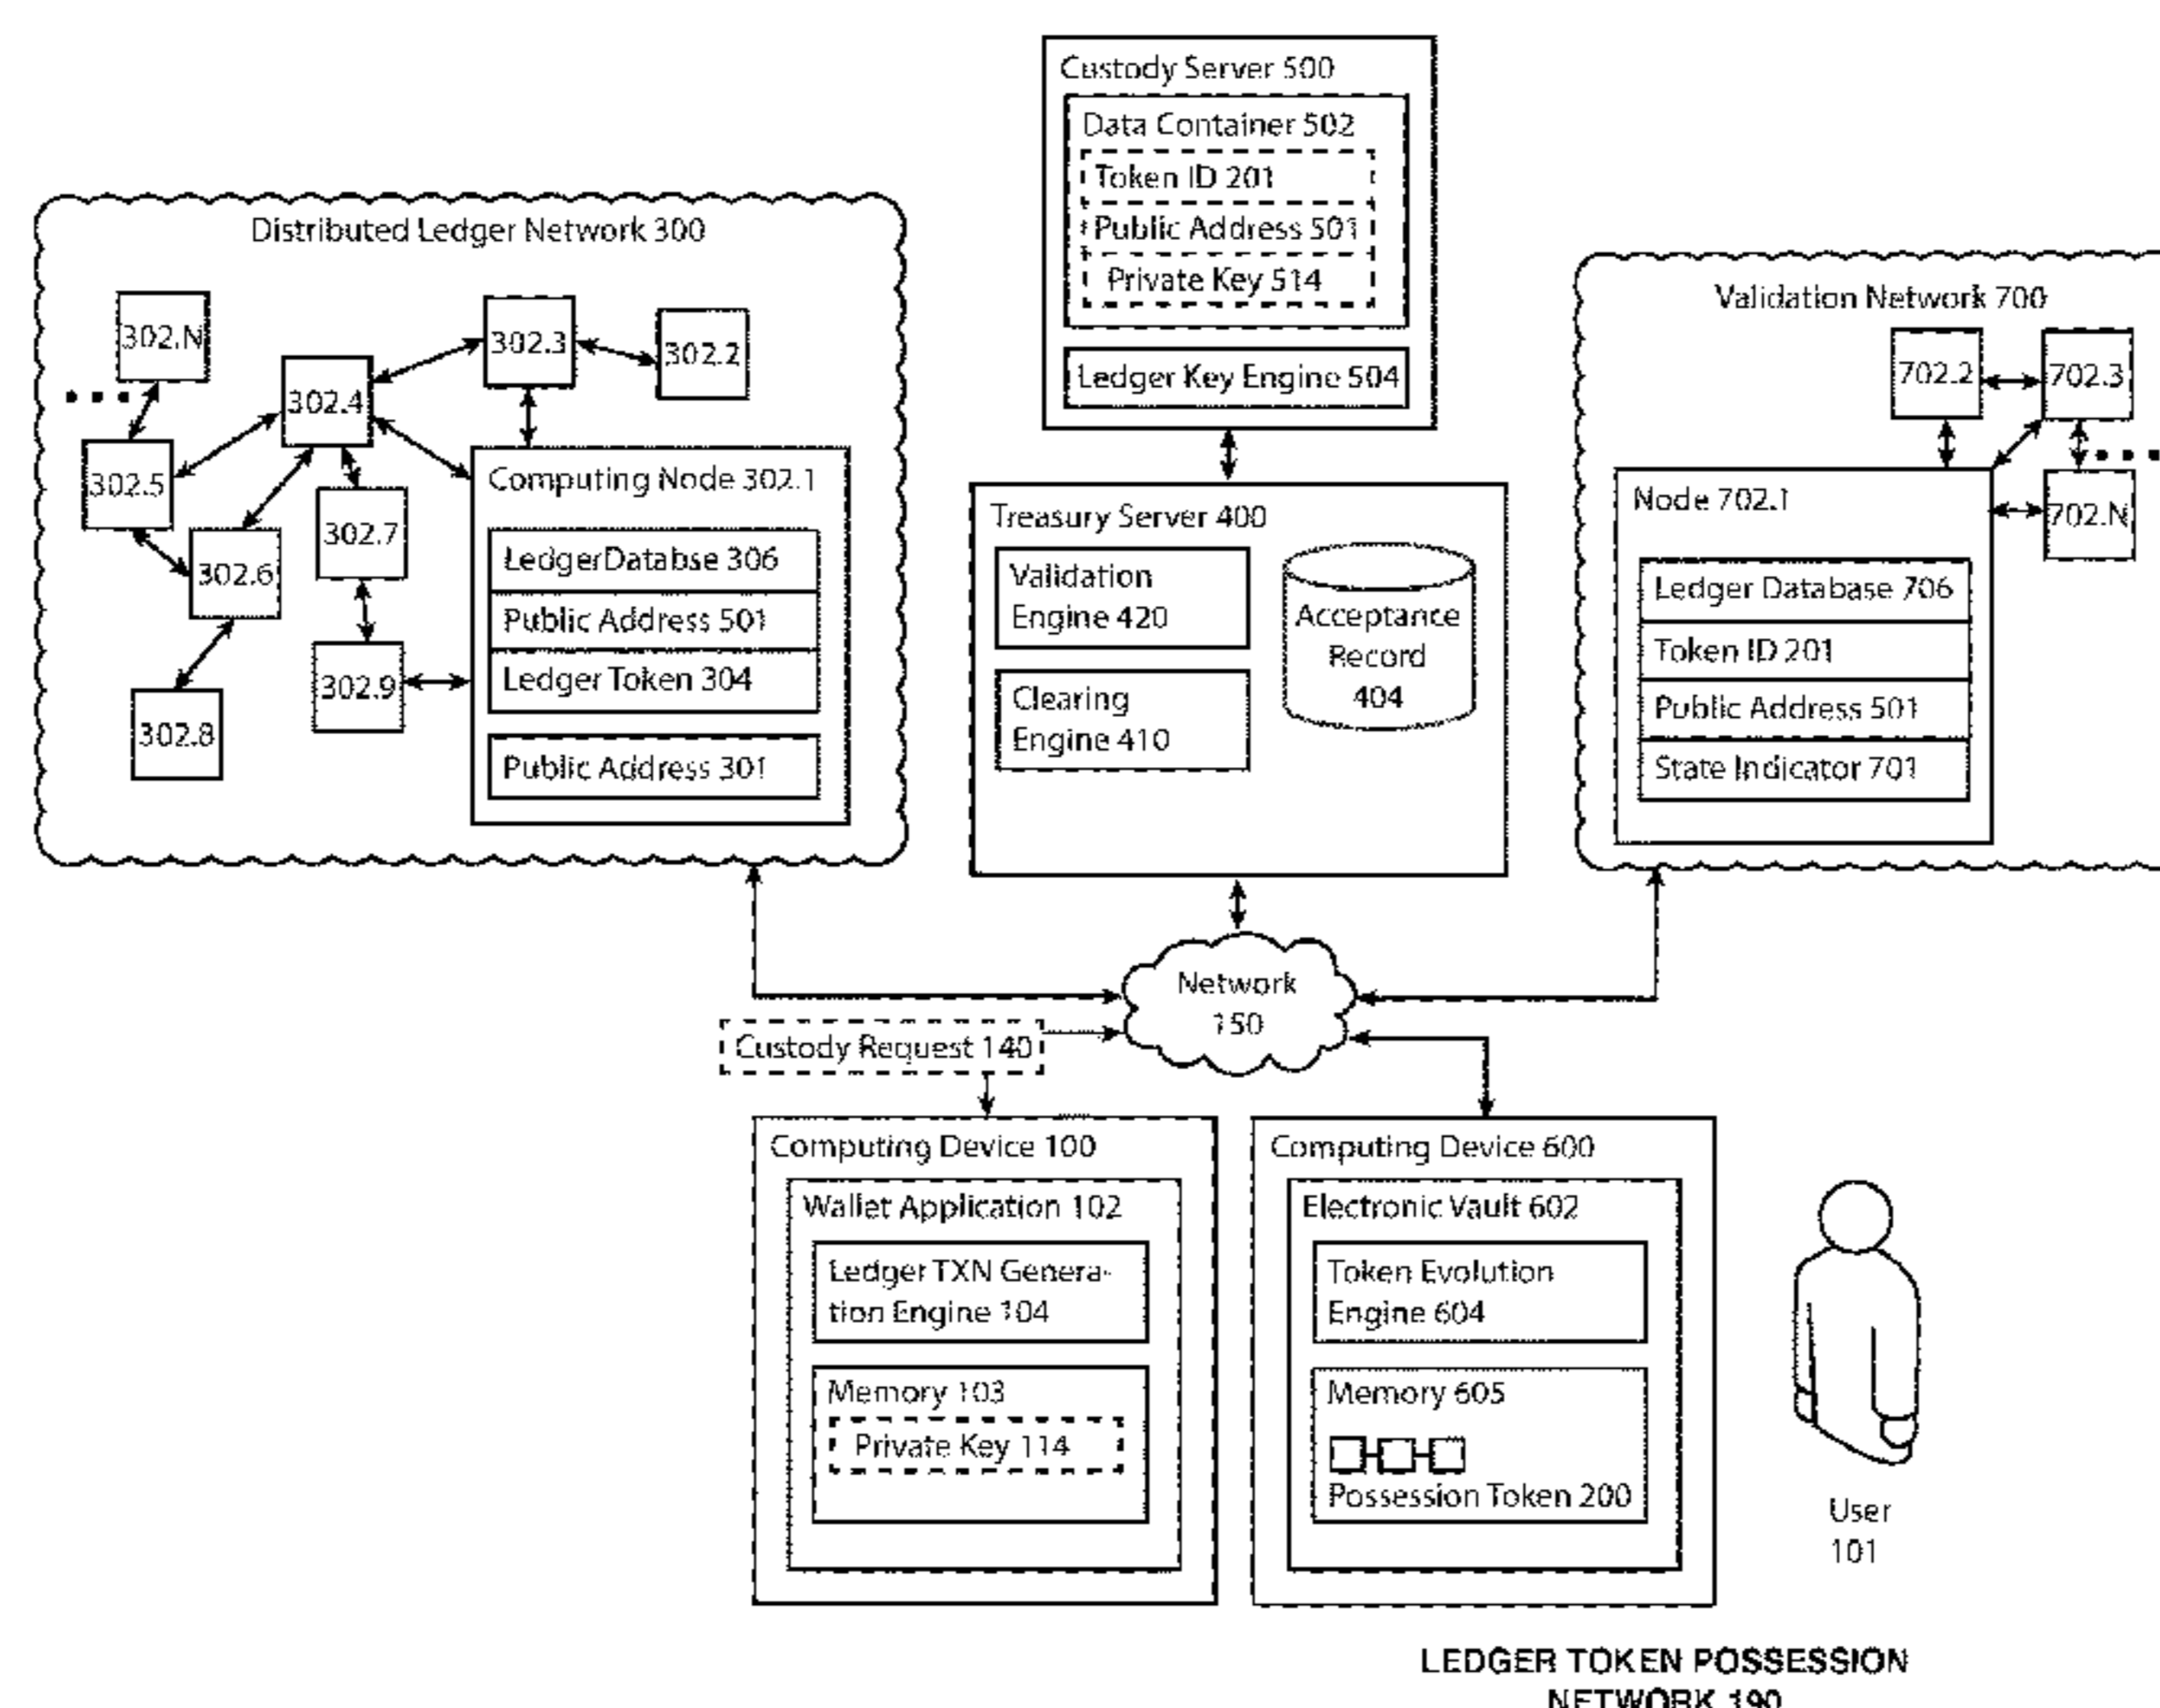 Custody Server 500
Data Container 502
Token ID 201
Public Address 501
Private Key 514
Ledger Key Engine 504
Distributed Ledger Network 300
302.N
302.3
302.2
302.4
302.5
302.7
302.6
302.9
302.8
Computing Node 302.1
LedgerDatabse 306
Public Address 501
Ledger Token 304
Public Address 301
Treasury Server 400
Validation
Engine 420
Clearing
Engine 410
Acceptance
Record
404
Validation Network 700
702.2
702.3
702.N
Node 702.1
Ledger Database 706
Token ID 201
Public Address 501
State Indicator 701
Network
150
Custody Request 140
Computing Device 100
Wallet Application 102
Ledger TXN Genera-
tion Engine 104
Memory 103
Private Key 114
Computing Device 600
Electronic Vault 602
Token Evolution
Engine 604
Memory 605
Possession Token 200
User
101
LEDGER TOKEN POSSESSION
NETWORK 190